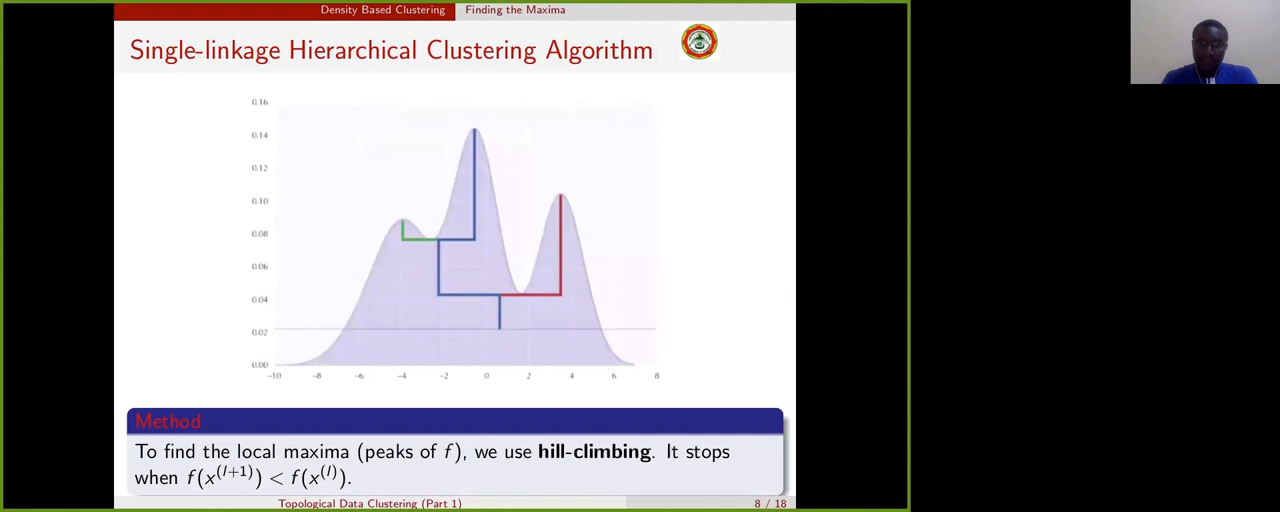 Density Based Clustering Finding the Maxima
Single-linkage Hierarchical Clustering Algorithm
0.16
0.14
0.12
0.10
0.08
0.06
0.04
0.02
0.00
−10 −8 −6 −4 −2 0 2 4 6 8
Method
To find the local maxima (peaks of f), we use hill-climbing. It stops
when f(x^(l+1)) < f(x^(l)).
Topological Data Clustering (Part 1) 8 / 18